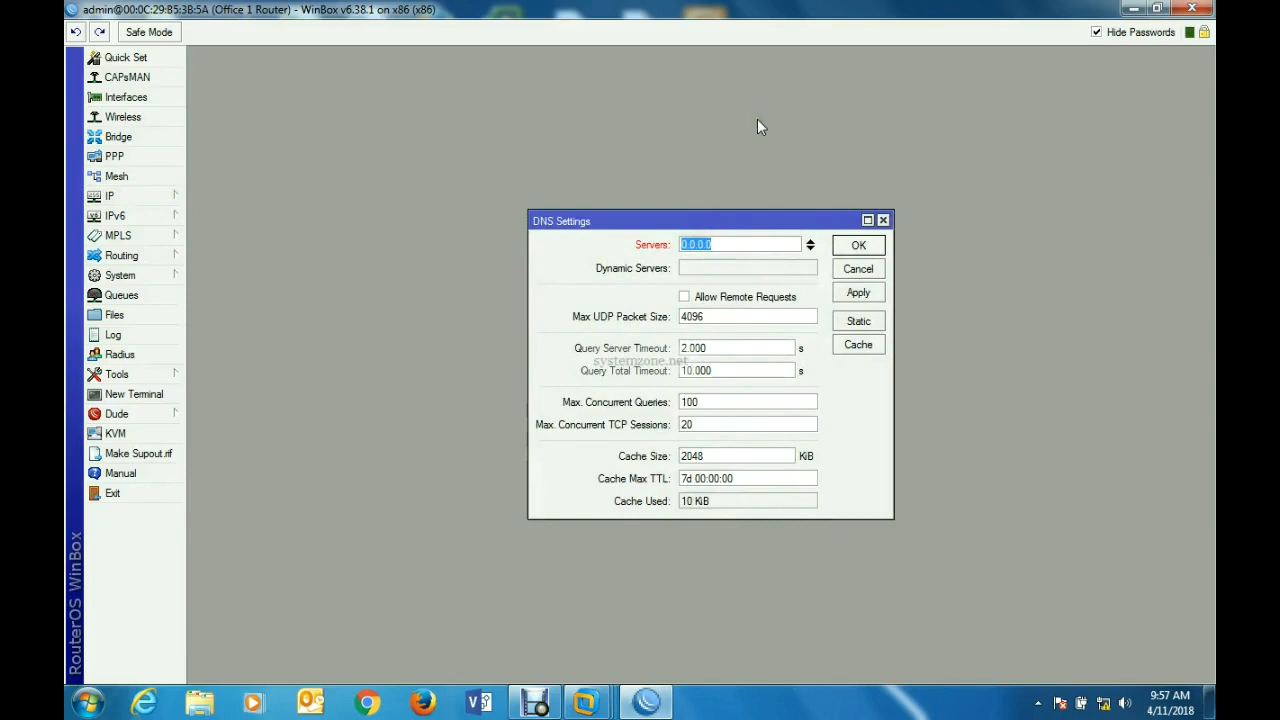 admin@00:0C:29:B5:3B:5A (Office 1 Router) - WinBox v6.38.1 on x86 (x86)
Safe Mode
Hide Passwords
Quick Set
CAPsMAN
Interfaces
Wireless
Bridge
PPP
Mesh
IP
IPv6
MPLS
Routing
System
Queues
Files
Log
Radius
Tools
New Terminal
Dude
KVM
Make Supout.rif
Manual
Exit
RouterOS WinBox
DNS Settings
Servers: 0.0.0.0
Dynamic Servers:
Allow Remote Requests
Max UDP Packet Size: 4096
Query Server Timeout: 2.000 s
systemzone.net
Query Total Timeout: 10.000 s
Max. Concurrent Queries: 100
Max. Concurrent TCP Sessions: 20
Cache Size: 2048 KiB
Cache Max TTL: 7d 00:00:00
Cache Used: 10 KiB
OK
Cancel
Apply
Static
Cache
9:57 AM
4/11/2018